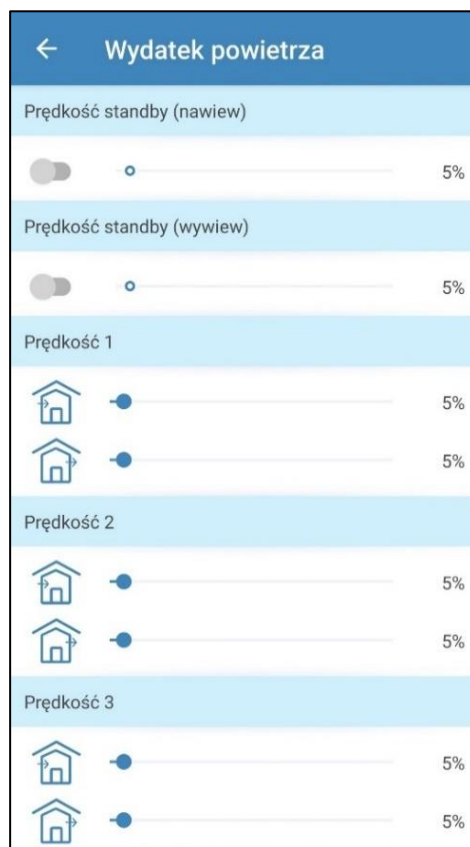 Wydatek powietrza
Prędkość standby (nawiew)
5%
Prędkość standby (wywiew)
5%
Prędkość 1
5%
5%
Prędkość 2
5%
5%
Prędkość 3
5%
5%